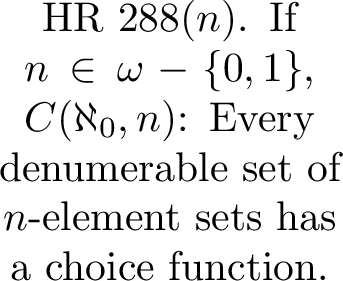 HR 288(n). If
n ∈ ω − {0, 1},
C(ℵ₀, n): Every
denumerable set of
n-element sets has
a choice function.